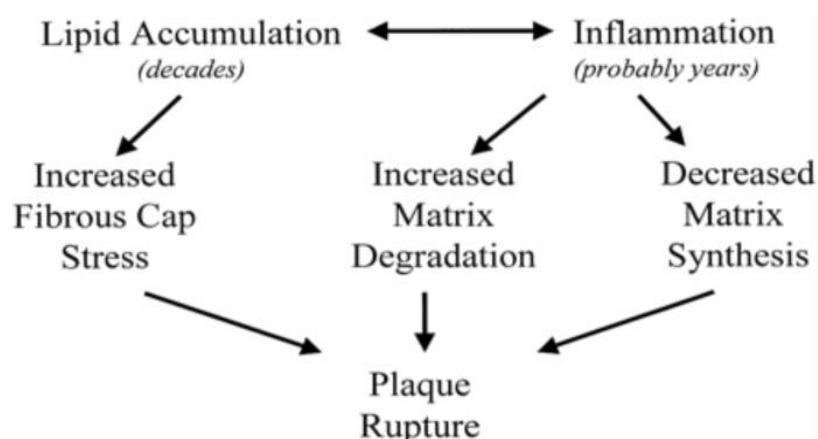 Lipid Accumulation
(decades)
Inflammation
(probably years)
Increased
Fibrous Cap
Stress
Increased
Matrix
Degradation
Decreased
Matrix
Synthesis
Plaque
Rupture